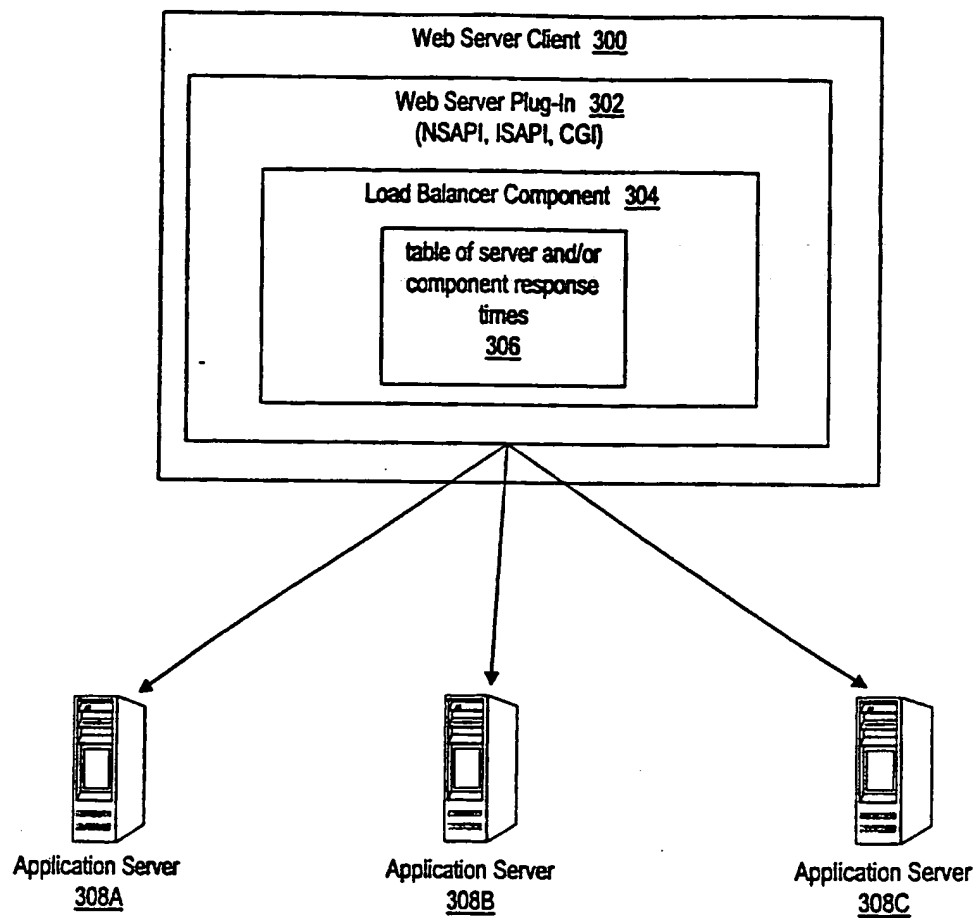 Web Server Client 300
Web Server Plug-In 302
(NSAPI, ISAPI, CGI)
Load Balancer Component 304
table of server and/or
component response
times
306
Application Server
308A
Application Server
308B
Application Server
308C